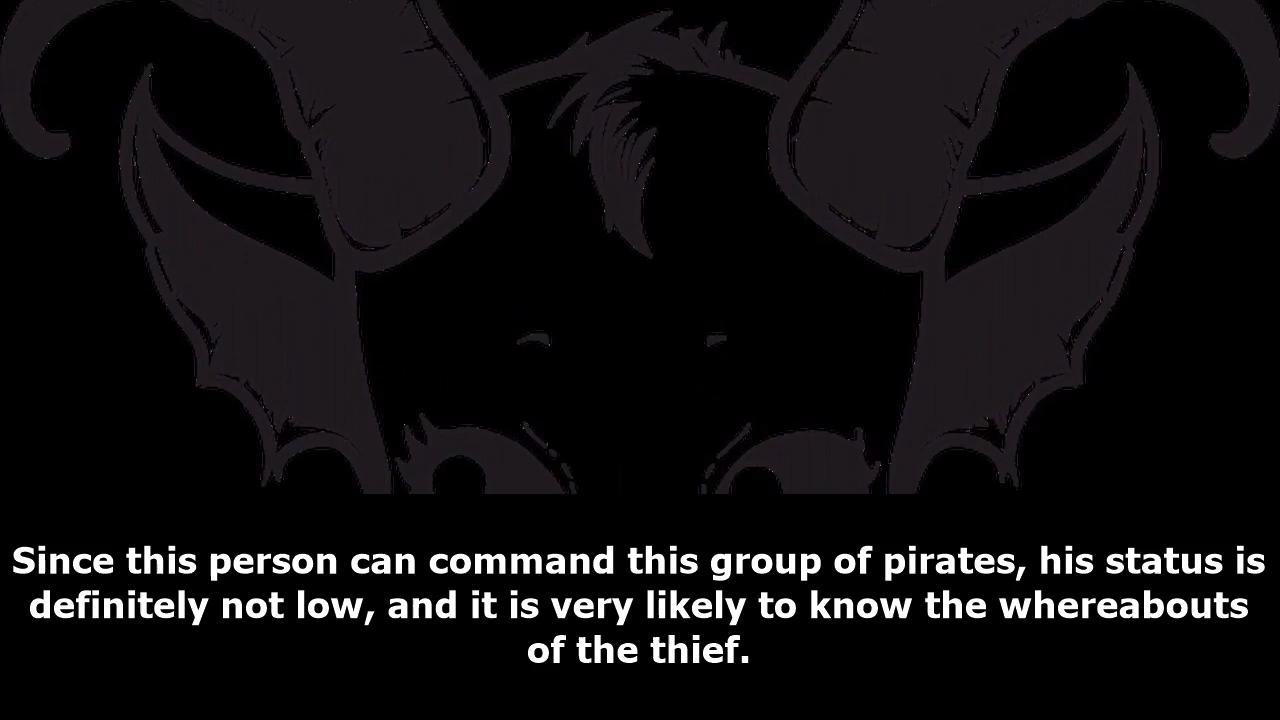 Since this person can command this group of pirates, his status is
definitely not low, and it is very likely to know the whereabouts
of the thief.